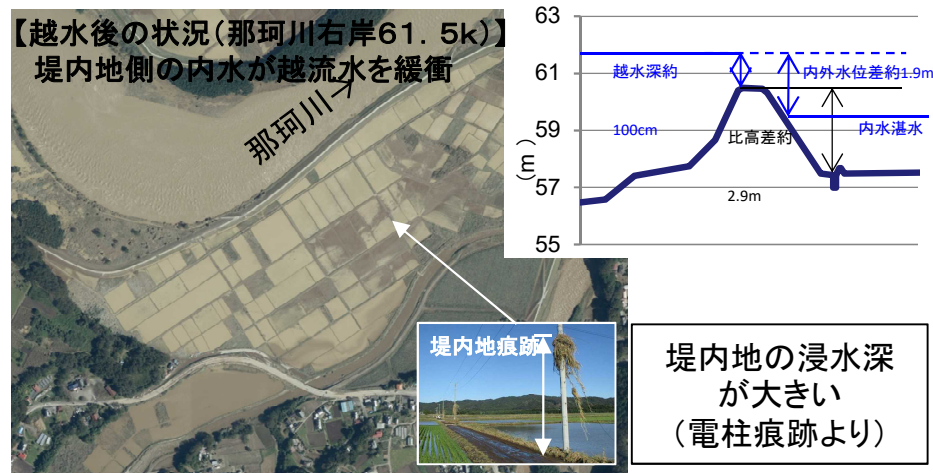 【越水後の状況(那珂川右岸61．5k)】
堤内地側の内水が越流水を緩衝
那珂川→
堤内地痕跡
63
61
59
57
55
(m)
越水深約
100cm
内外水位差約1.9m
内水湛水
比高差約
2.9m
堤内地の浸水深
が大きい
（電柱痕跡より）